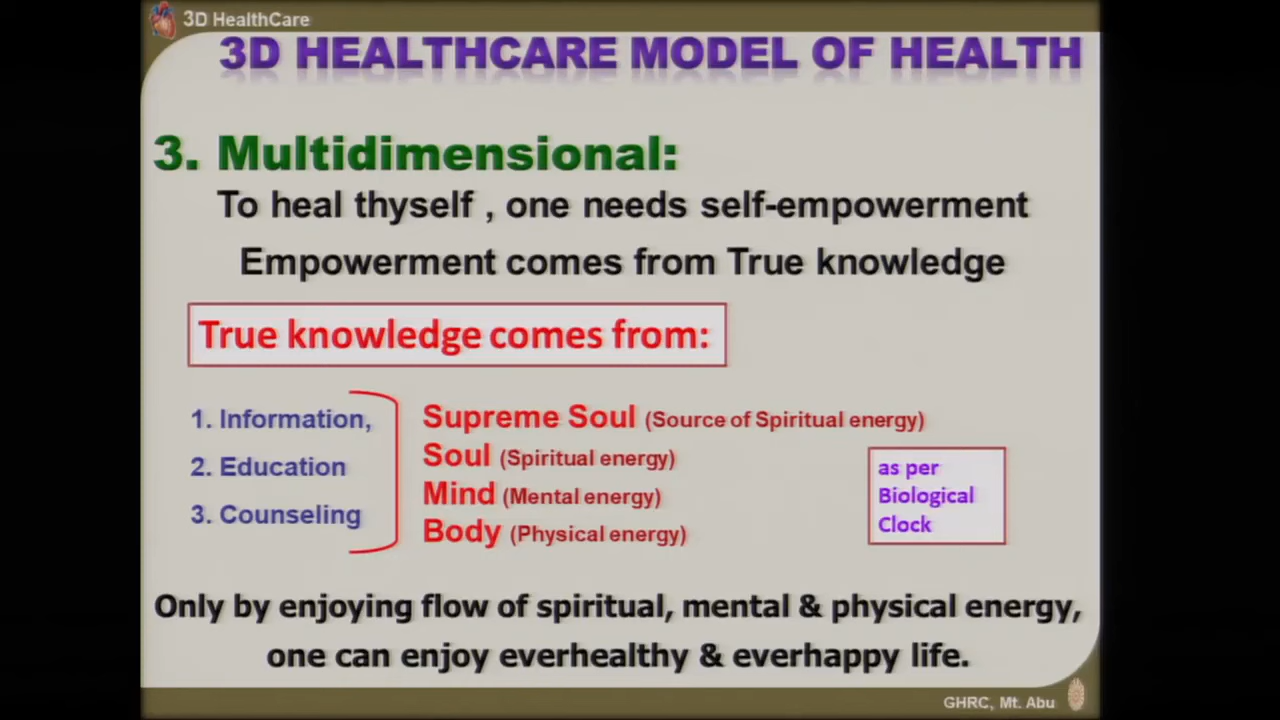 3D HealthCare
3D HEALTHCARE MODEL OF HEALTH
3. Multidimensional:
To heal thyself , one needs self-empowerment
Empowerment comes from True knowledge
True knowledge comes from:
1. Information,
2. Education
3. Counseling
Supreme Soul (Source of Spiritual energy)
Soul (Spiritual energy)
Mind (Mental energy)
Body (Physical energy)
as per
Biological
Clock
Only by enjoying flow of spiritual, mental & physical energy,
one can enjoy everhealthy & everhappy life.
GHRC, Mt. Abu